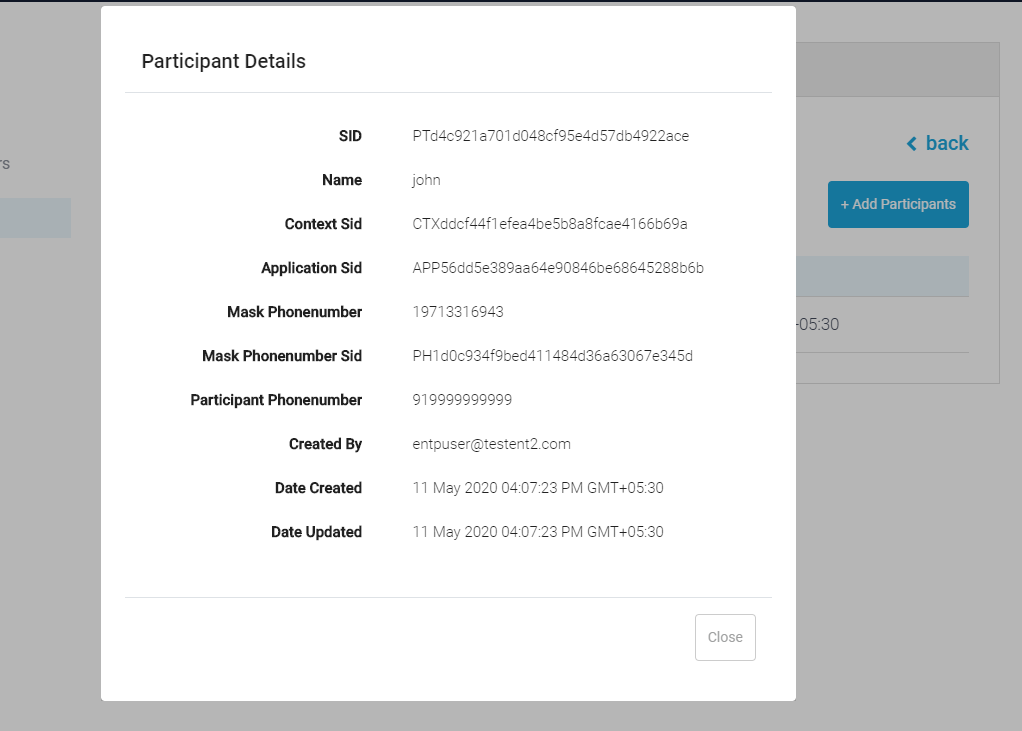 Participant Details
SID PTd4c921a701d048cf95e4d57db4922ace
Name john
Context Sid CTXddcf44f1efea4be5b8a8fcae4166b69a
Application Sid APP56dd5e389aa64e90846be68645288b6b
Mask Phonenumber 19713316943
Mask Phonenumber Sid PH1d0c934f9bed411484d36a63067e345d
Participant Phonenumber 919999999999
Created By entpuser@testent2.com
Date Created 11 May 2020 04:07:23 PM GMT+05:30
Date Updated 11 May 2020 04:07:23 PM GMT+05:30
Close
rs
back
+ Add Participants
-05:30